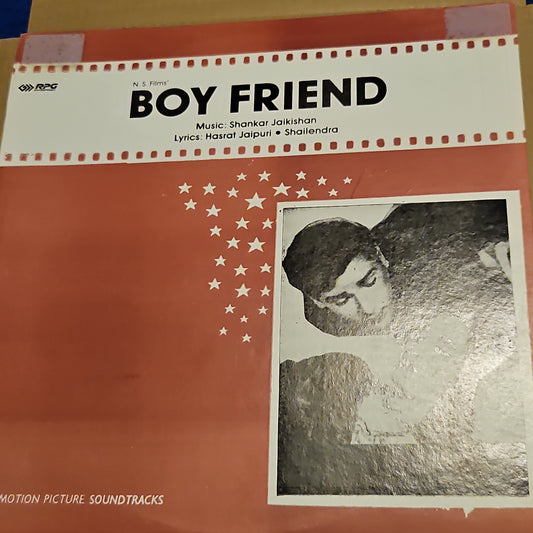 RPG
N. S. Films'
BOY FRIEND
Music: Shankar Jaikishan
Lyrics: Hasrat Jaipuri • Shailendra
MOTION PICTURE SOUNDTRACKS